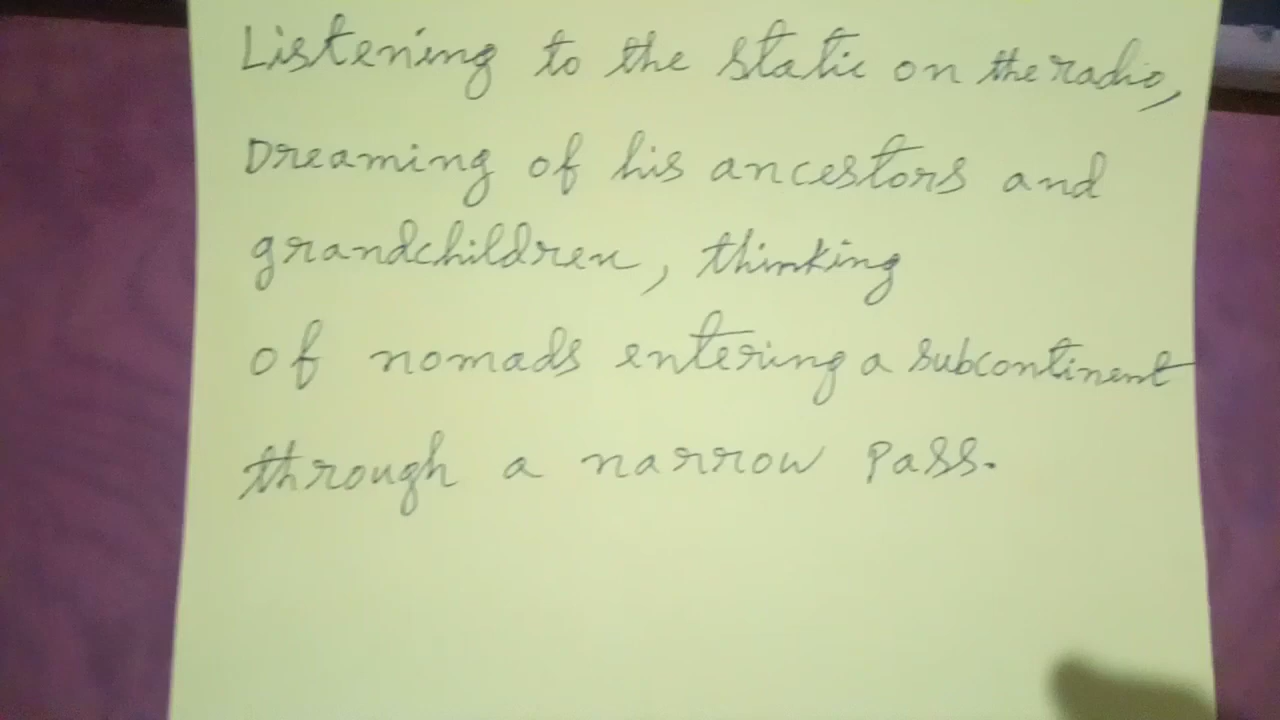 Listening to the static on the radio,
Dreaming of his ancestors and
grandchildren, thinking
of nomads entering a subcontinent
through a narrow pass.